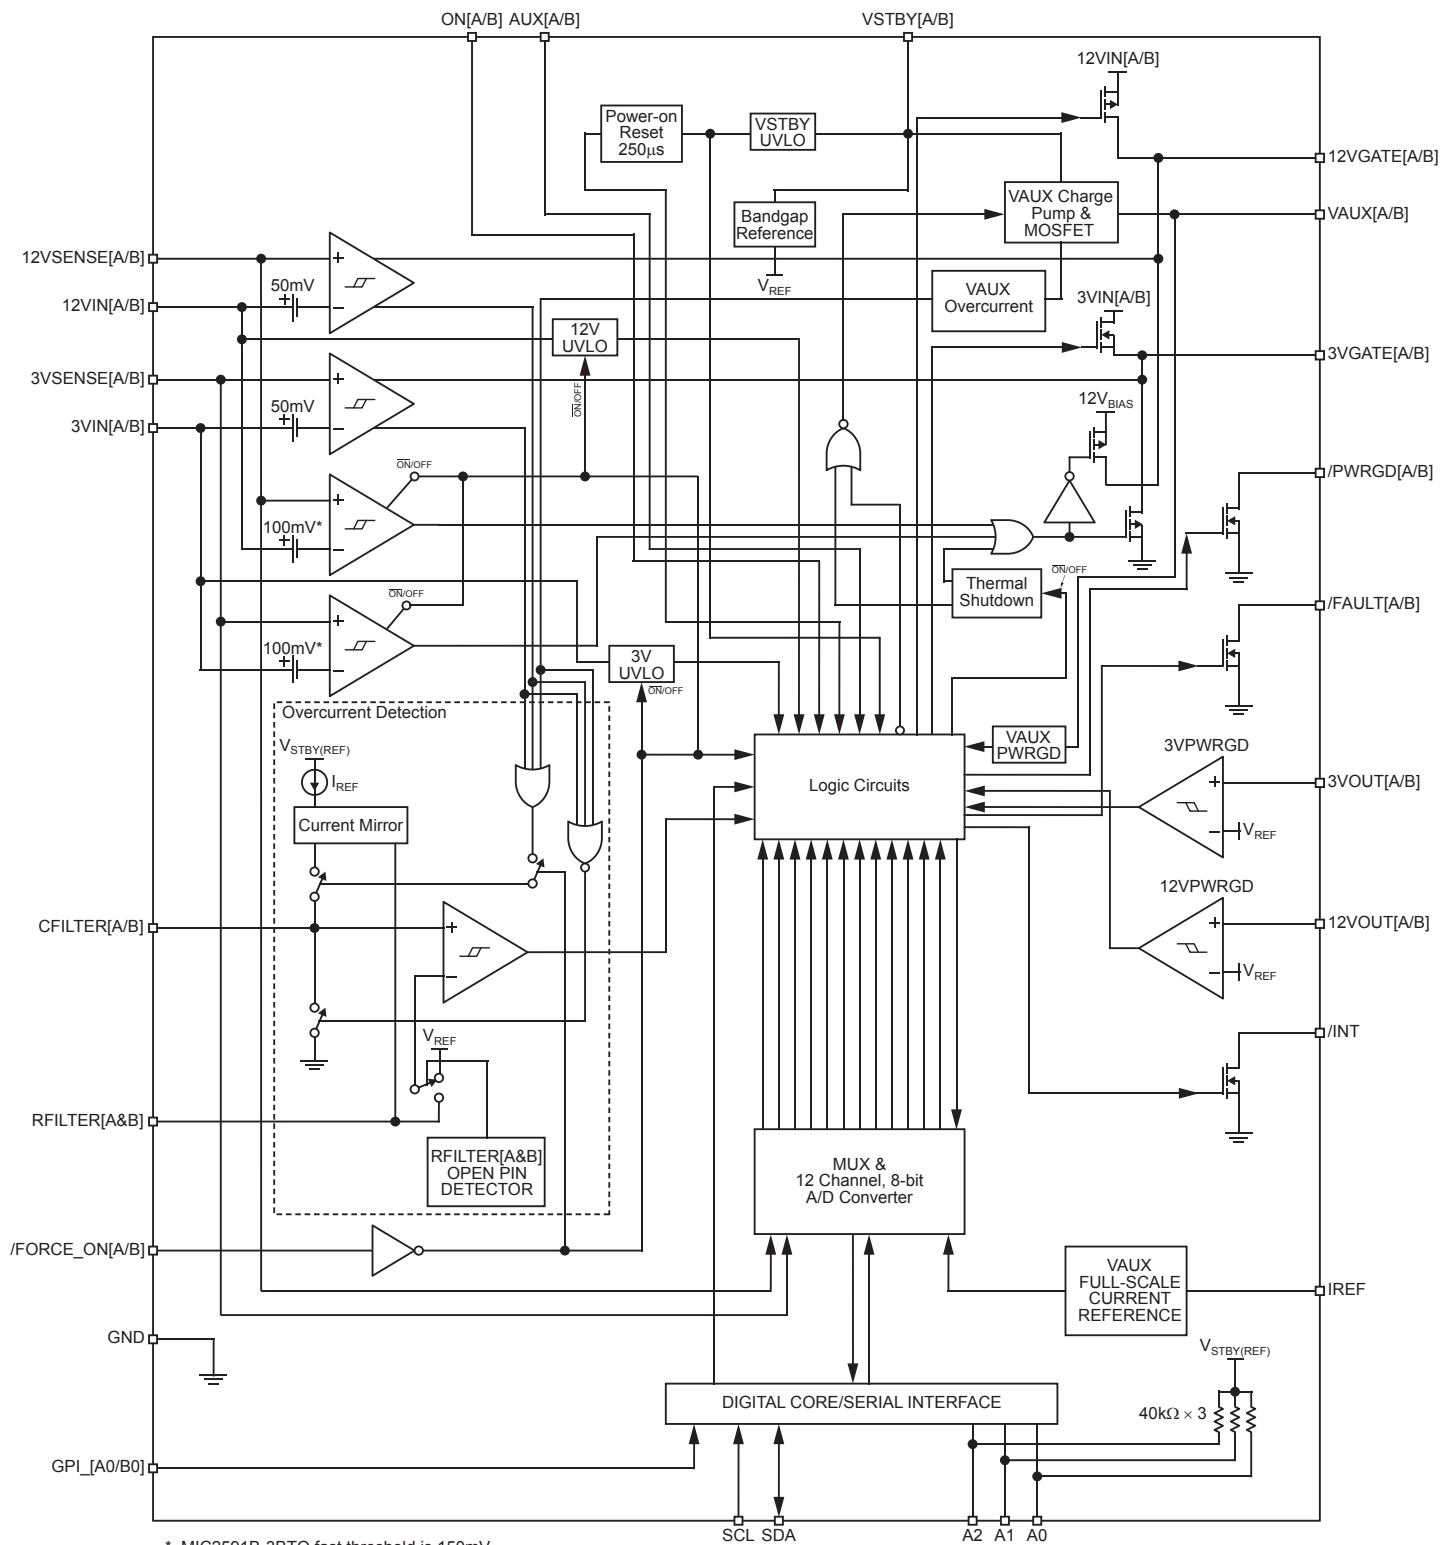 ON[A/B] AUX[A/B]
VSTBY[A/B]
12VIN[A/B]
Power-on
Reset
250µs
VSTBY
UVLO
12VGATE[A/B]
VAUX Charge
Pump &
MOSFET
VAUX[A/B]
Bandgap
Reference
VREF
12VSENSE[A/B]
+
−
50mV
+
12VIN[A/B]
VAUX
Overcurrent
3VIN[A/B]
12V
UVLO
ON/OFF
3VGATE[A/B]
3VSENSE[A/B]
+
−
50mV
+
3VIN[A/B]
12VBIAS
ON/OFF
+
−
100mV*
+
/PWRGD[A/B]
Thermal
Shutdown
ON/OFF
ON/OFF
+
−
100mV*
+
/FAULT[A/B]
3V
UVLO
ON/OFF
Overcurrent Detection
VSTBY(REF)
IREF
Current Mirror
Logic Circuits
VAUX
PWRGD
3VPWRGD
+
−
3VOUT[A/B]
VREF
12VPWRGD
+
−
12VOUT[A/B]
VREF
CFILTER[A/B]
+
−
VREF
/INT
RFILTER[A&B]
RFILTER[A&B]
OPEN PIN
DETECTOR
MUX &
12 Channel, 8-bit
A/D Converter
/FORCE_ON[A/B]
VAUX
FULL-SCALE
CURRENT
REFERENCE
IREF
GND
VSTBY(REF)
DIGITAL CORE/SERIAL INTERFACE
40kΩ × 3
GPI_[A0/B0]
SCL SDA
A2 A1 A0